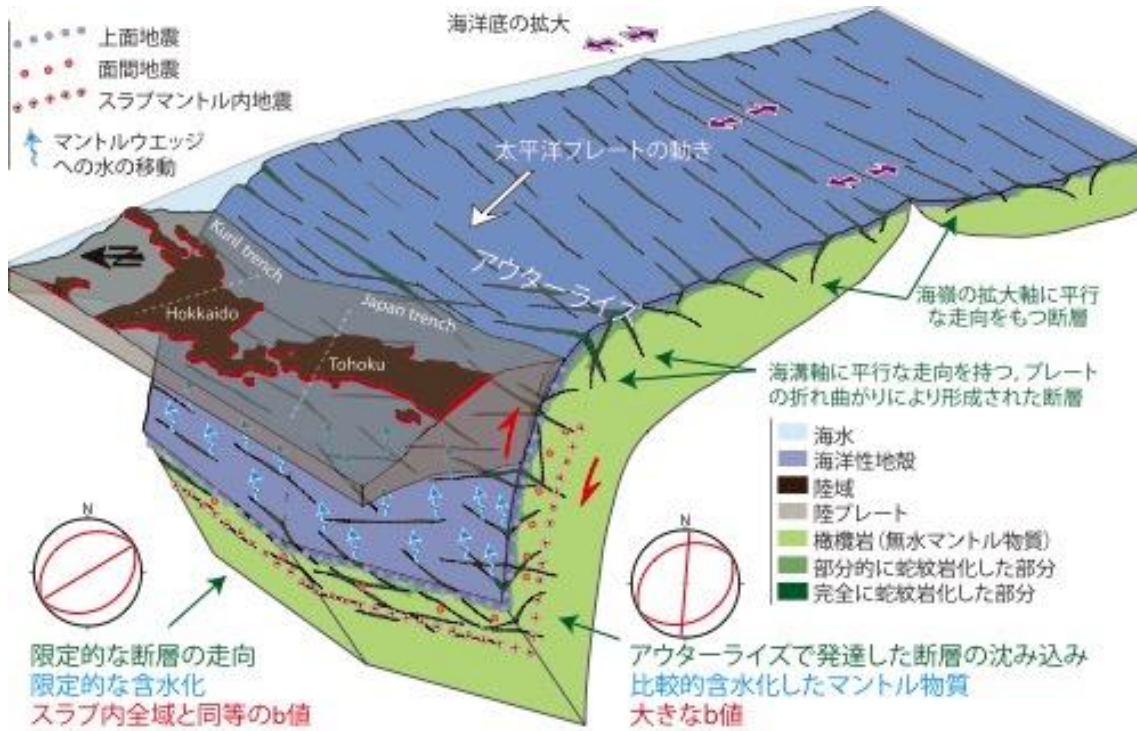 上面地震
面間地震
スラブマントル内地震
マントルウエッジ
への水の移動
海洋底の拡大
太平洋プレートの動き
アウターライズ
Kuril trench
Japan trench
N
Hokkaido
Tohoku
海嶺の拡大軸に平行
な走向をもつ断層
海溝軸に平行な走向を持つ，プレート
の折れ曲がりにより形成された断層
海水
海洋性地殻
陸域
陸プレート
橄欖岩（無水マントル物質）
部分的に蛇紋岩化した部分
完全に蛇紋岩化した部分
N
限定的な断層の走向
限定的な含水化
スラブ内全域と同等のb値
N
アウターライズで発達した断層の沈み込み
比較的含水化したマントル物質
大きなb値